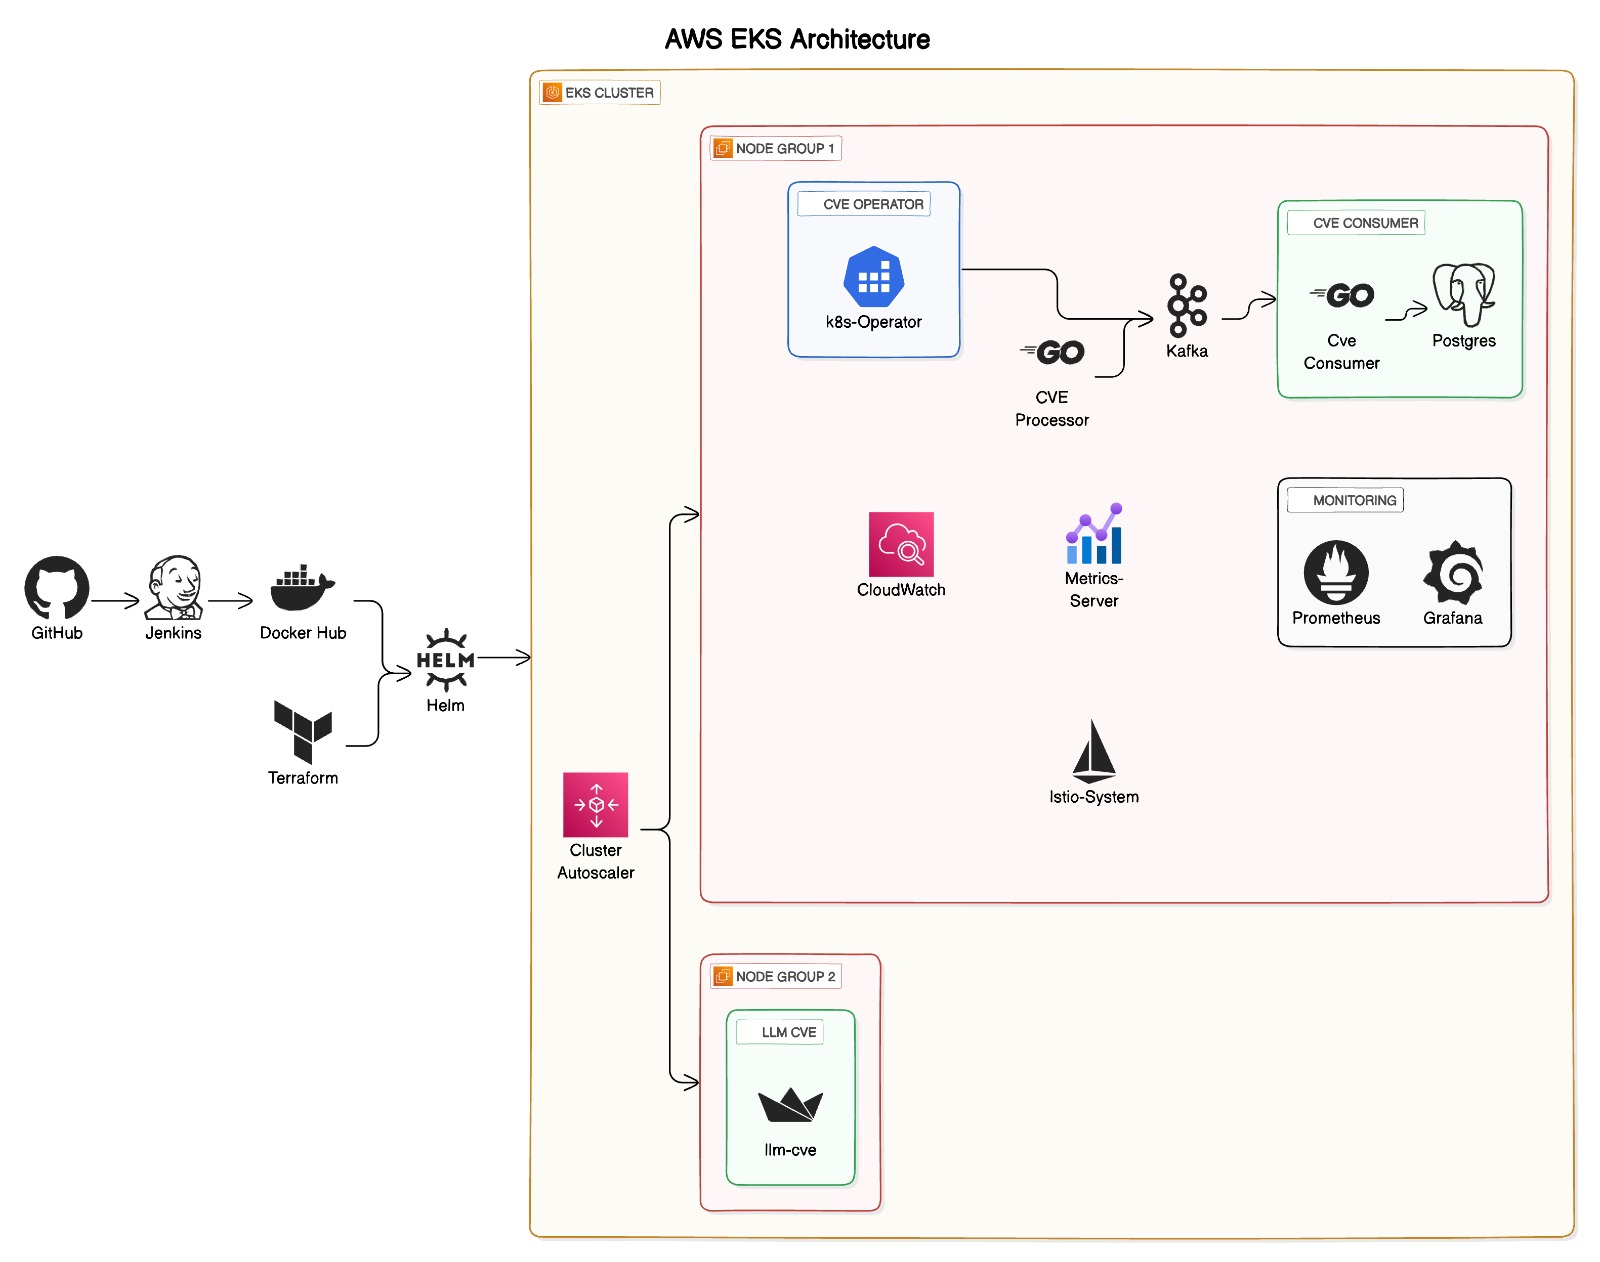 AWS EKS Architecture
EKS CLUSTER
NODE GROUP 1
CVE OPERATOR
k8s-Operator
GO
CVE
Processor
Kafka
CVE CONSUMER
GO
Cve
Consumer
Postgres
CloudWatch
Metrics-
Server
MONITORING
Prometheus
Grafana
Istio-System
GitHub
Jenkins
Docker Hub
HELM
Helm
Terraform
Cluster
Autoscaler
NODE GROUP 2
LLM CVE
llm-cve